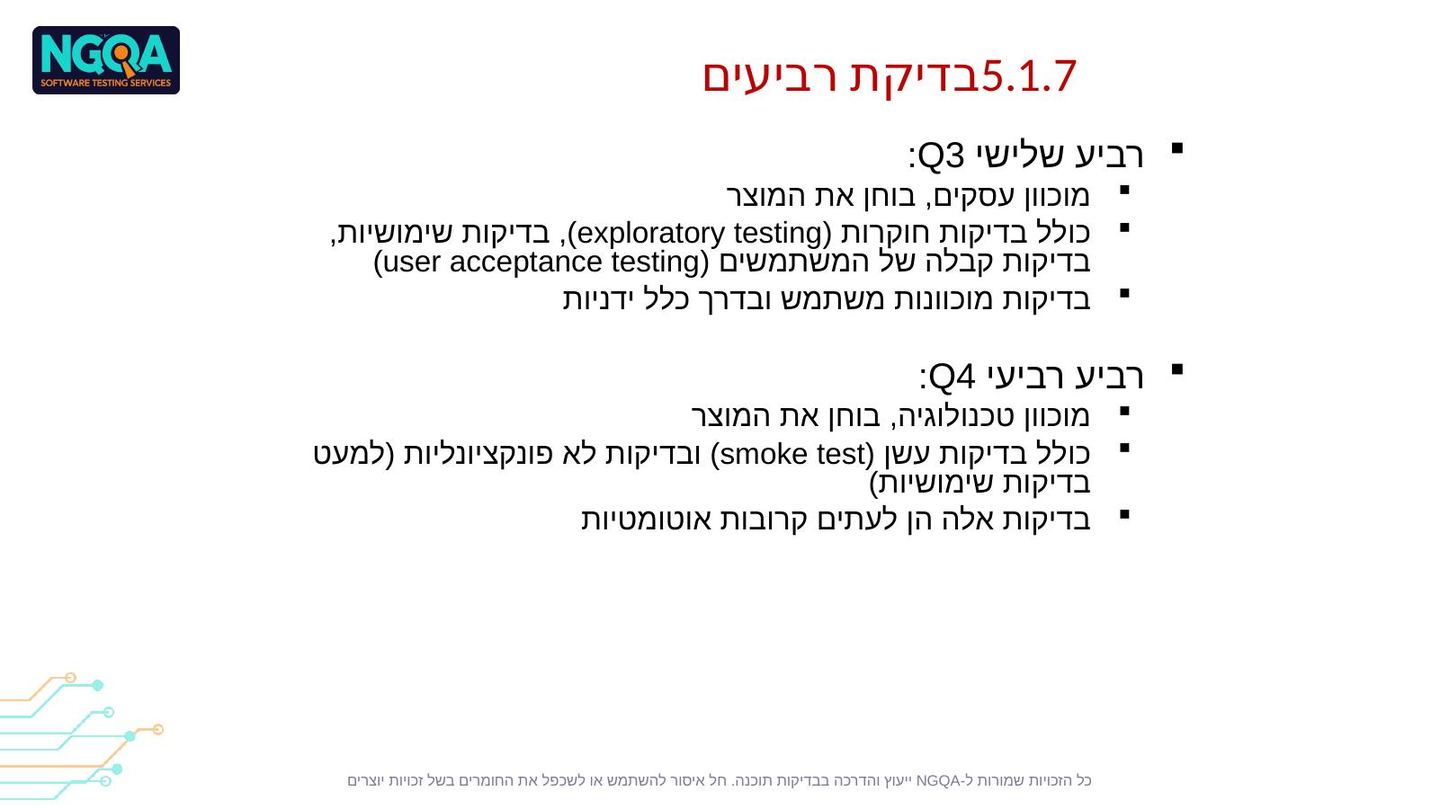 NGQA
SOFTWARE TESTING SERVICES
5.1.7בדיקת רביעים
▪ רביע שלישי Q3:
▪ מוכוון עסקים, בוחן את המוצר
▪ כולל בדיקות חוקרות (exploratory testing), בדיקות שימושיות,
בדיקות קבלה של המשתמשים (user acceptance testing)
▪ בדיקות מוכוונות משתמש ובדרך כלל ידניות
▪ רביע רביעי Q4:
▪ מוכוון טכנולוגיה, בוחן את המוצר
▪ כולל בדיקות עשן (smoke test) ובדיקות לא פונקציונליות (למעט
בדיקות שימושיות)
▪ בדיקות אלה הן לעתים קרובות אוטומטיות
כל הזכויות שמורות ל-NGQA ייעוץ והדרכה בבדיקות תוכנה. חל איסור להשתמש או לשכפל את החומרים בשל זכויות יוצרים